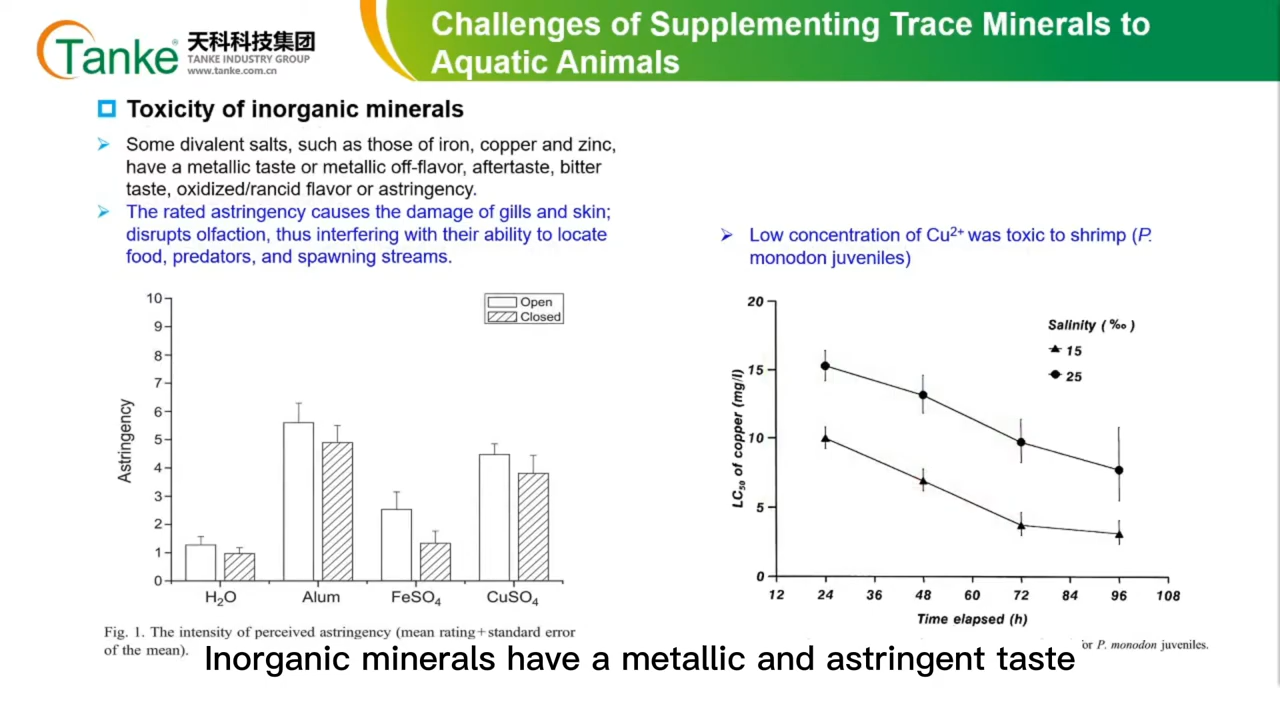 Tanke®
天科科技集团
TANKE INDUSTRY GROUP
www.tanke.com.cn
Challenges of Supplementing Trace Minerals to
Aquatic Animals
Toxicity of inorganic minerals
Some divalent salts, such as those of iron, copper and zinc,
have a metallic taste or metallic off-flavor, aftertaste, bitter
taste, oxidized/rancid flavor or astringency.
The rated astringency causes the damage of gills and skin;
disrupts olfaction, thus interfering with their ability to locate
food, predators, and spawning streams.
Low concentration of Cu²⁺ was toxic to shrimp (P.
monodon juveniles)
Astringency
10
9
8
7
6
5
4
3
2
1
0
Open
Closed
H₂O Alum FeSO₄ CuSO₄
Fig. 1. The intensity of perceived astringency (mean rating+standard error
of the mean).
LC₅₀ of copper (mg/l)
20
15
10
5
0
Salinity (‰)
15
25
12 24 36 48 60 72 84 96 108
Time elapsed (h)
for P. monodon juveniles.
Inorganic minerals have a metallic and astringent taste